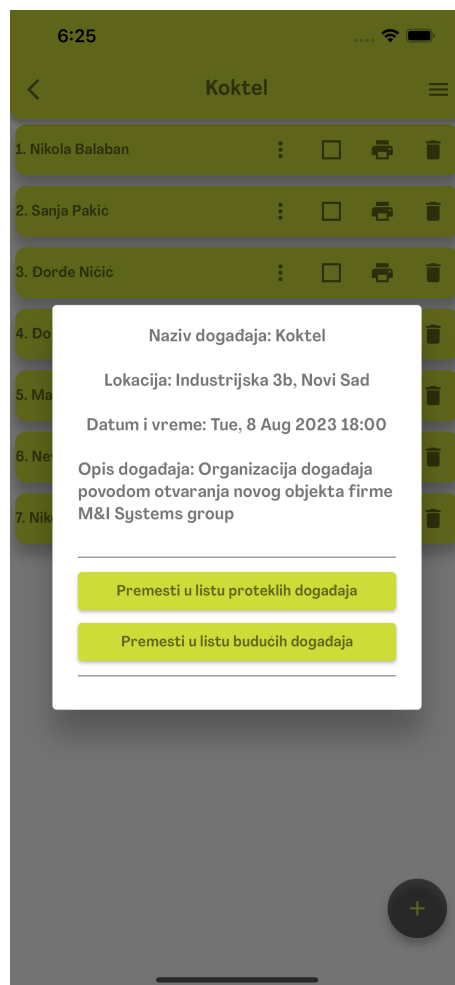 6:25
Koktel
1. Nikola Balaban
2. Sanja Pakić
3. Đorđe Ničić
4. Do
5. Ma
6. Ne
7. Nik
Naziv događaja: Koktel
Lokacija: Industrijska 3b, Novi Sad
Datum i vreme: Tue, 8 Aug 2023 18:00
Opis događaja: Organizacija događaja
povodom otvaranja novog objekta firme
M&I Systems group
Premesti u listu proteklih događaja
Premesti u listu budućih događaja